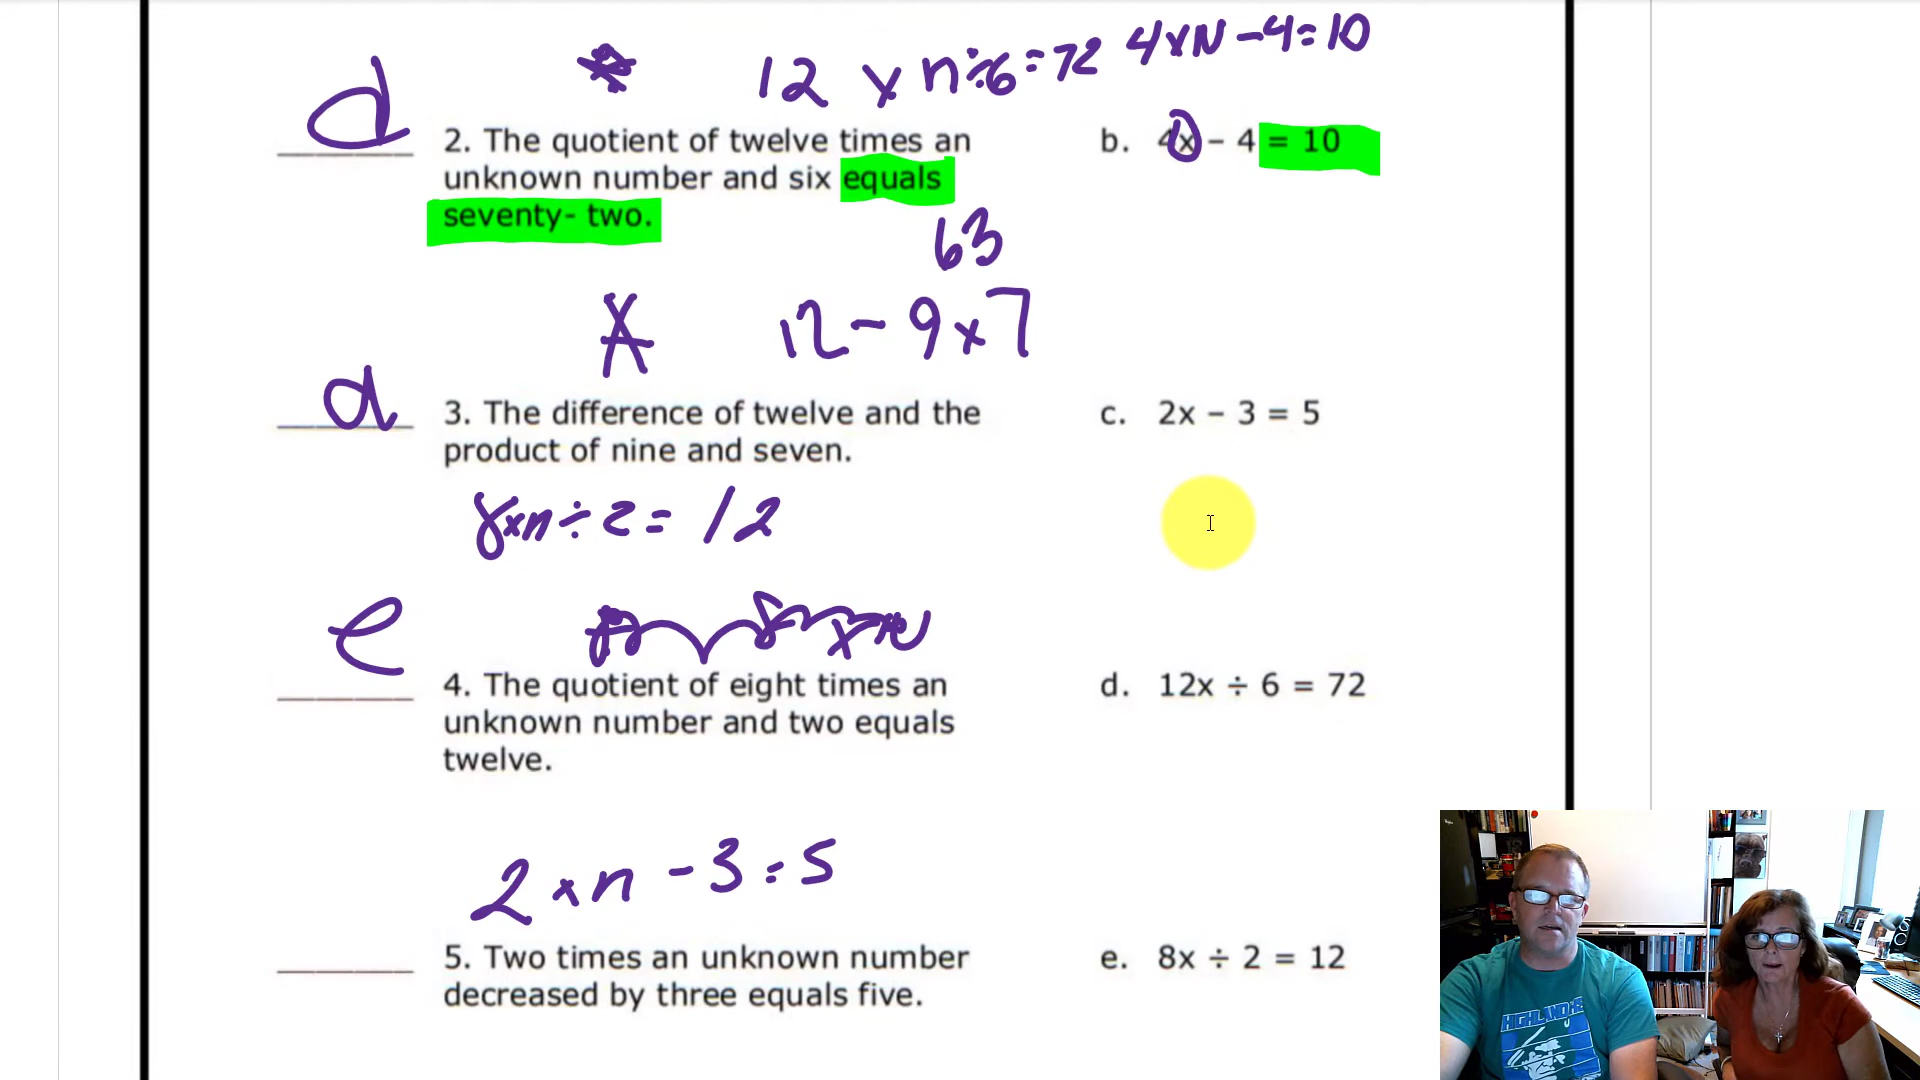 12 x n ÷ 6 = 72
4 x N - 4 = 10
d
2. The quotient of twelve times an
unknown number and six equals
seventy- two.
b. 4x – 4 = 10
63
12 - 9 x 7
a
3. The difference of twelve and the
product of nine and seven.
c. 2x – 3 = 5
8 x n ÷ 2 = 12
e
4. The quotient of eight times an
unknown number and two equals
twelve.
d. 12x ÷ 6 = 72
2 x n - 3 = 5
5. Two times an unknown number
decreased by three equals five.
e. 8x ÷ 2 = 12